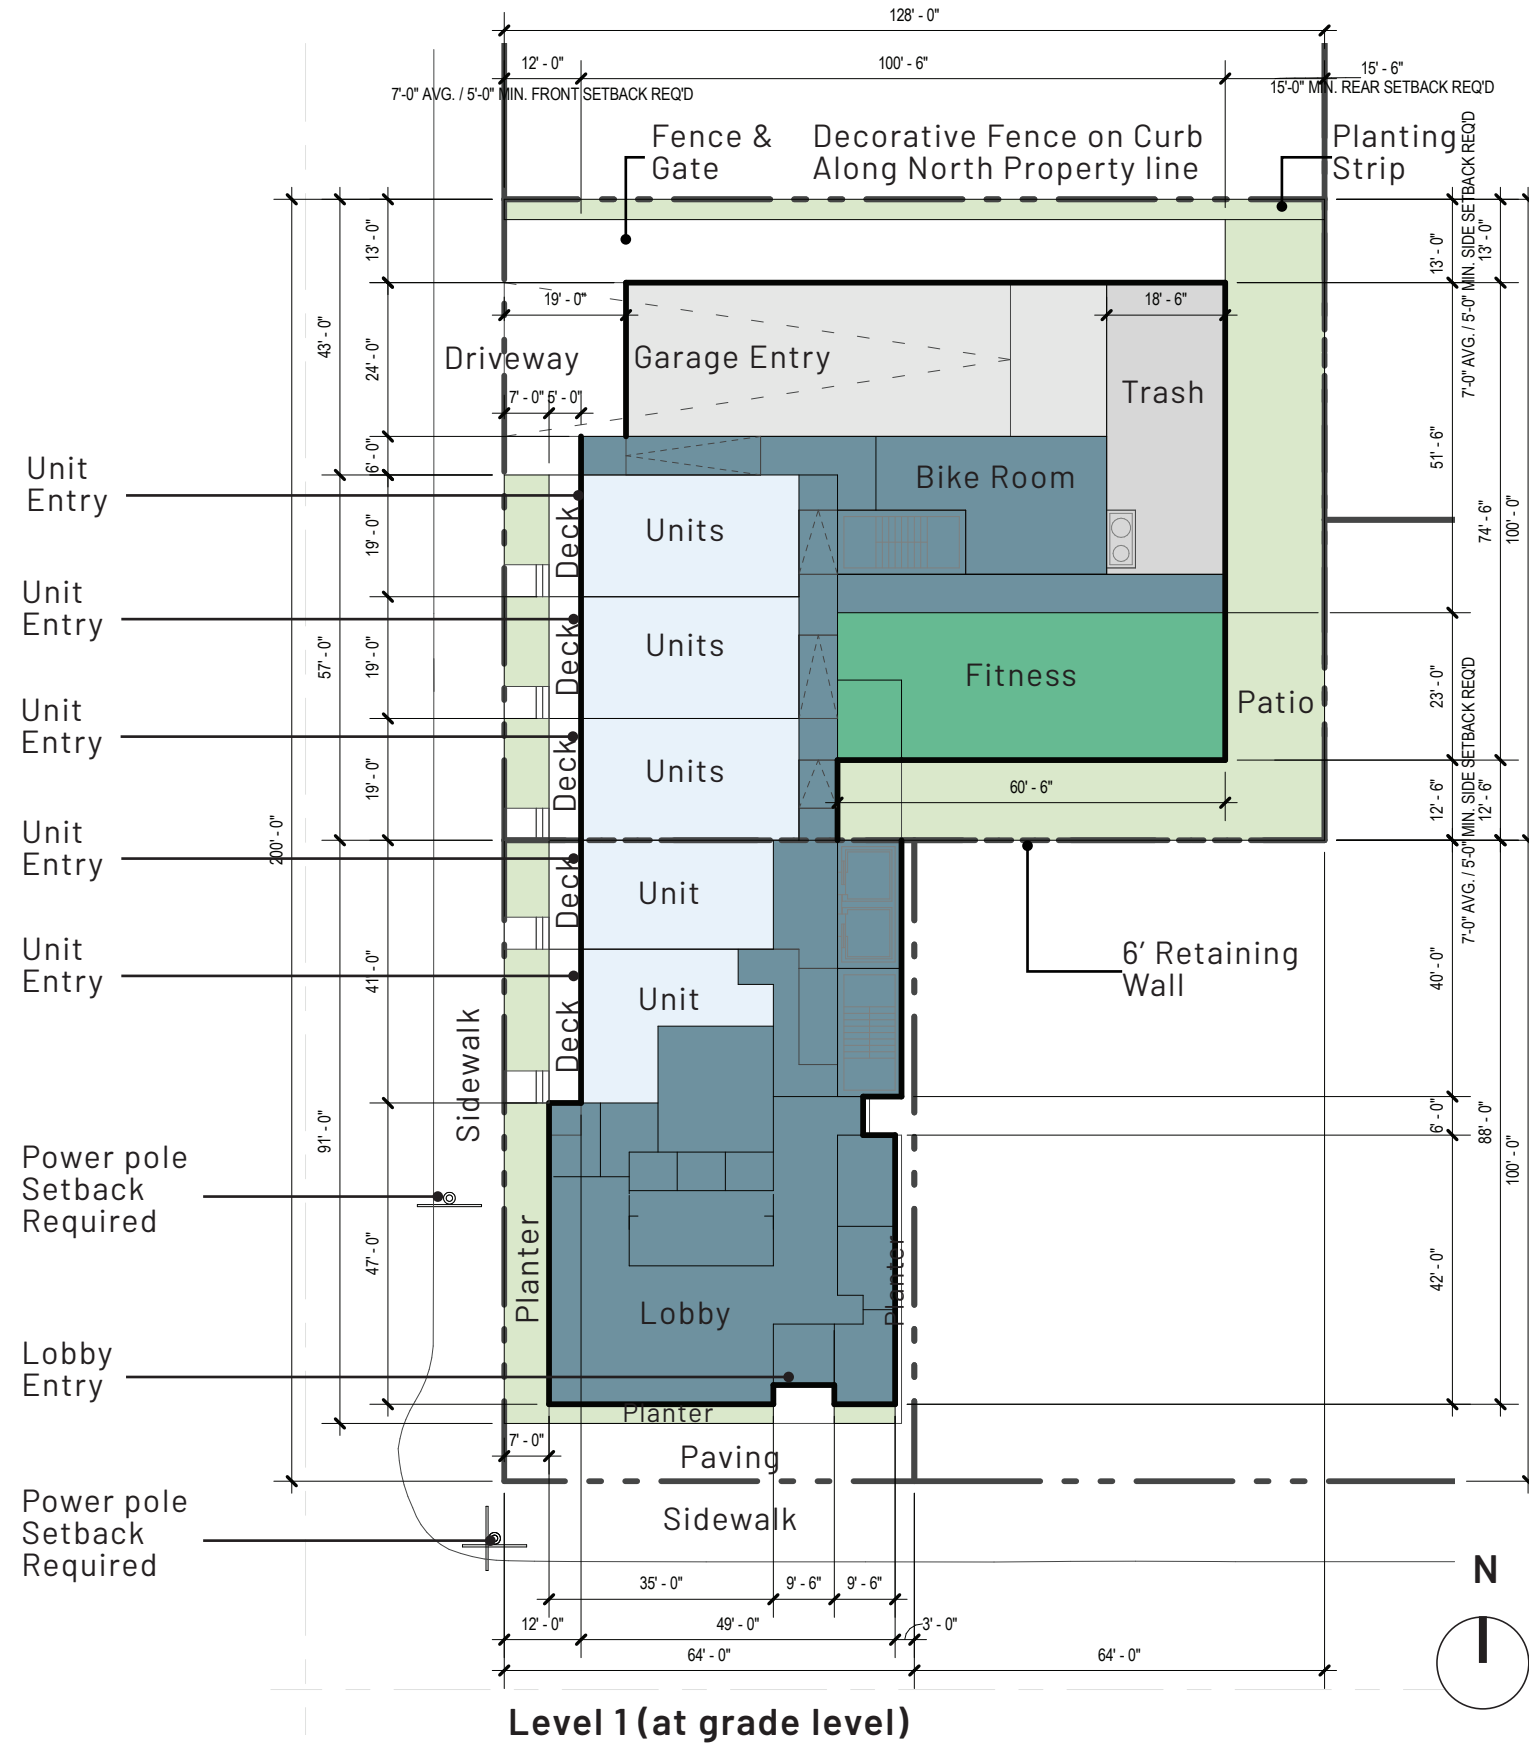 128' - 0"
12' - 0"
100' - 6"
15' - 6"
7'-0" AVG. / 5'-0" MIN. FRONT SETBACK REQ'D
15'-0" MIN. REAR SETBACK REQ'D
Fence &
Gate
Decorative Fence on Curb
Along North Property line
Planting
Strip
7'-0" AVG. / 5'-0" MIN. SIDE SETBACK REQ'D
13' - 0"
13' - 0"
13' - 0"
19' - 0"
18' - 6"
43' - 0"
24' - 0"
Driveway
Garage Entry
Trash
7' - 0"
5' - 0"
6' - 0"
51' - 6"
Unit
Entry
Bike Room
Deck
Units
19' - 0"
74' - 6"
100' - 0"
Unit
Entry
Deck
Units
57' - 0"
19' - 0"
Fitness
Patio
23' - 0"
Unit
Entry
Deck
Units
19' - 0"
60' - 6"
12' - 6"
12' - 6"
7'-0" AVG. / 5'-0" MIN. SIDE SETBACK REQ'D
200' - 0"
Unit
Entry
Deck
Unit
6’ Retaining
Wall
40' - 0"
Unit
Entry
Deck
Unit
41' - 0"
Sidewalk
91' - 0"
6' - 0"
88' - 0"
100' - 0"
Power pole
Setback
Required
47' - 0"
Planter
Planter
42' - 0"
Lobby
Lobby
Entry
Planter
7' - 0"
Paving
Power pole
Setback
Required
Sidewalk
N
35' - 0"
9' - 6"
9' - 6"
12' - 0"
49' - 0"
3' - 0"
64' - 0"
64' - 0"
Level 1 (at grade level)